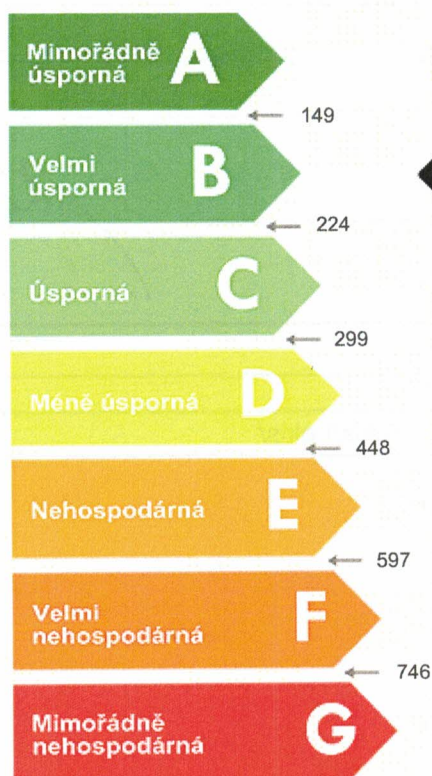 Mimořádně
úsporná
A
149
Velmi
úsporná
B
224
Úsporná
C
299
Méně úsporná
D
448
Nehospodárná
E
597
Velmi
nehospodárná
F
746
Mimořádně
nehospodárná
G